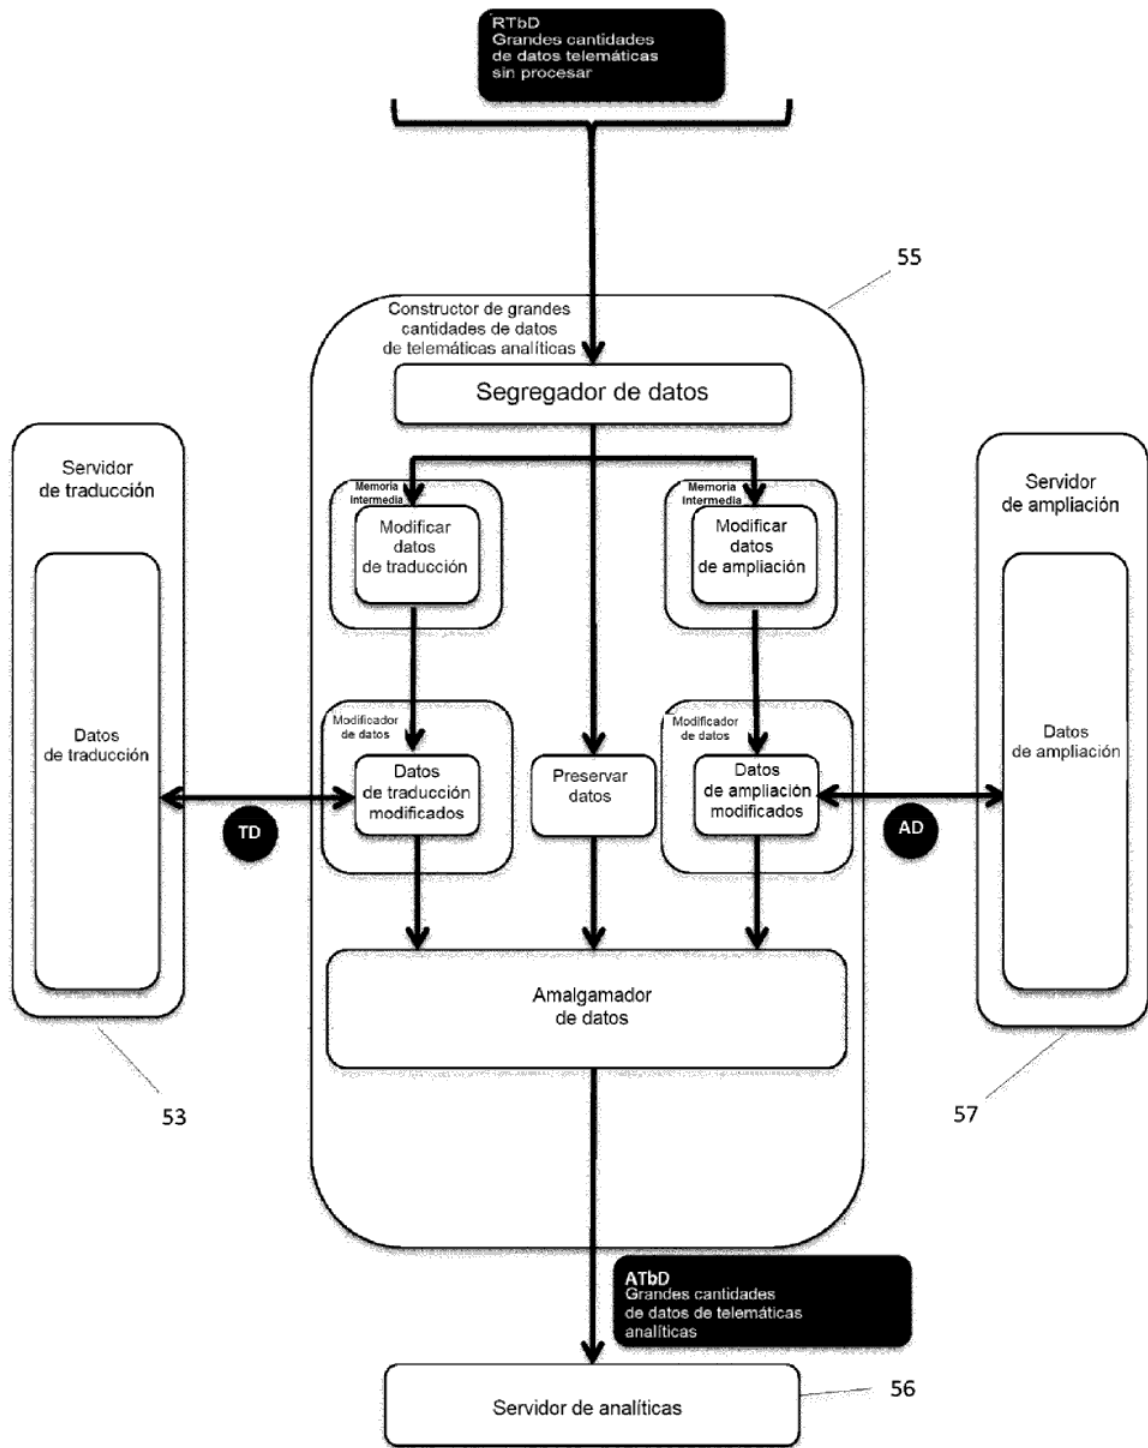 RTbD
Grandes cantidades
de datos telemáticas
sin procesar
55
Constructor de grandes
cantidades de datos
de telemáticas analíticas
Segregador de datos
Servidor
de traducción
Memoria
Intermedia
Modificar
datos
de traducción
Memoria
Intermedia
Modificar
datos
de ampliación
Servidor
de ampliación
Datos
de traducción
Modificador
de datos
Datos
de traducción
modificados
Preservar
datos
Modificador
de datos
Datos
de ampliación
modificados
Datos
de ampliación
TD
AD
Amalgamador
de datos
53
57
ATbD
Grandes cantidades
de datos de telemáticas
analíticas
Servidor de analíticas
56